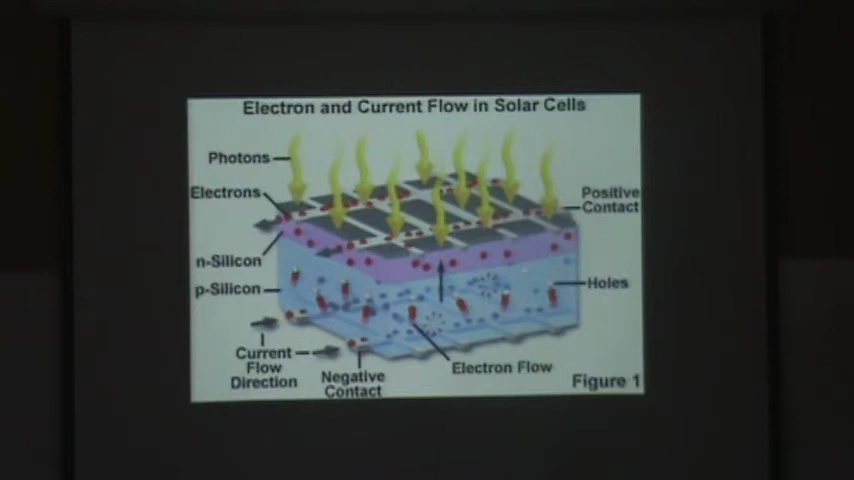 Electron and Current Flow in Solar Cells
Photons
Electrons
Positive
Contact
n-Silicon
p-Silicon
Holes
Current
Flow
Direction
Negative
Contact
Electron Flow
Figure 1